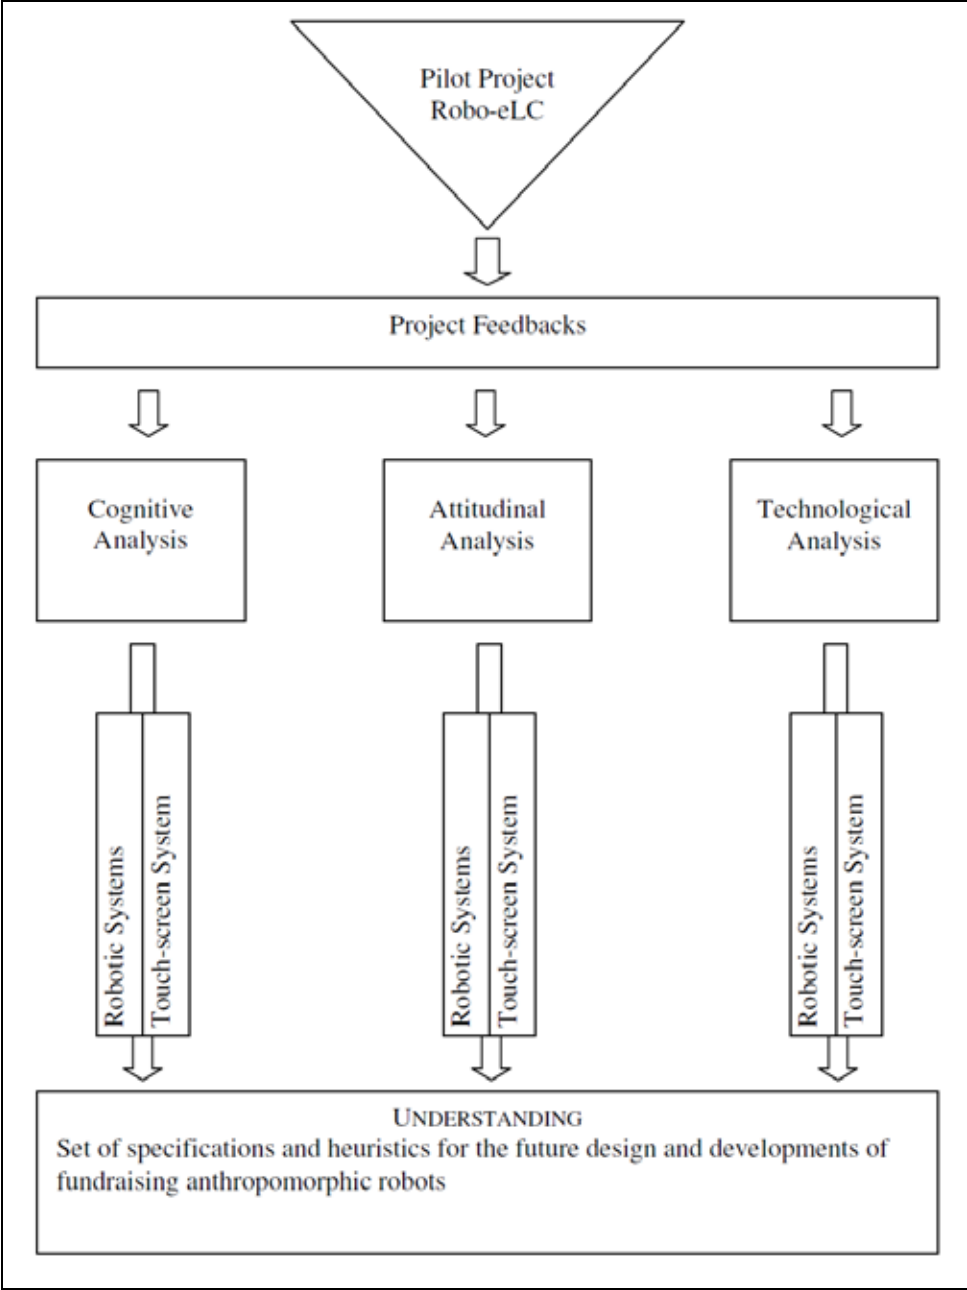 Pilot Project
Robo-eLC
Project Feedbacks
Cognitive
Analysis
Attitudinal
Analysis
Technological
Analysis
Robotic Systems
Touch-screen System
Robotic Systems
Touch-screen System
Robotic Systems
Touch-screen System
UNDERSTANDING
Set of specifications and heuristics for the future design and developments of
fundraising anthropomorphic robots